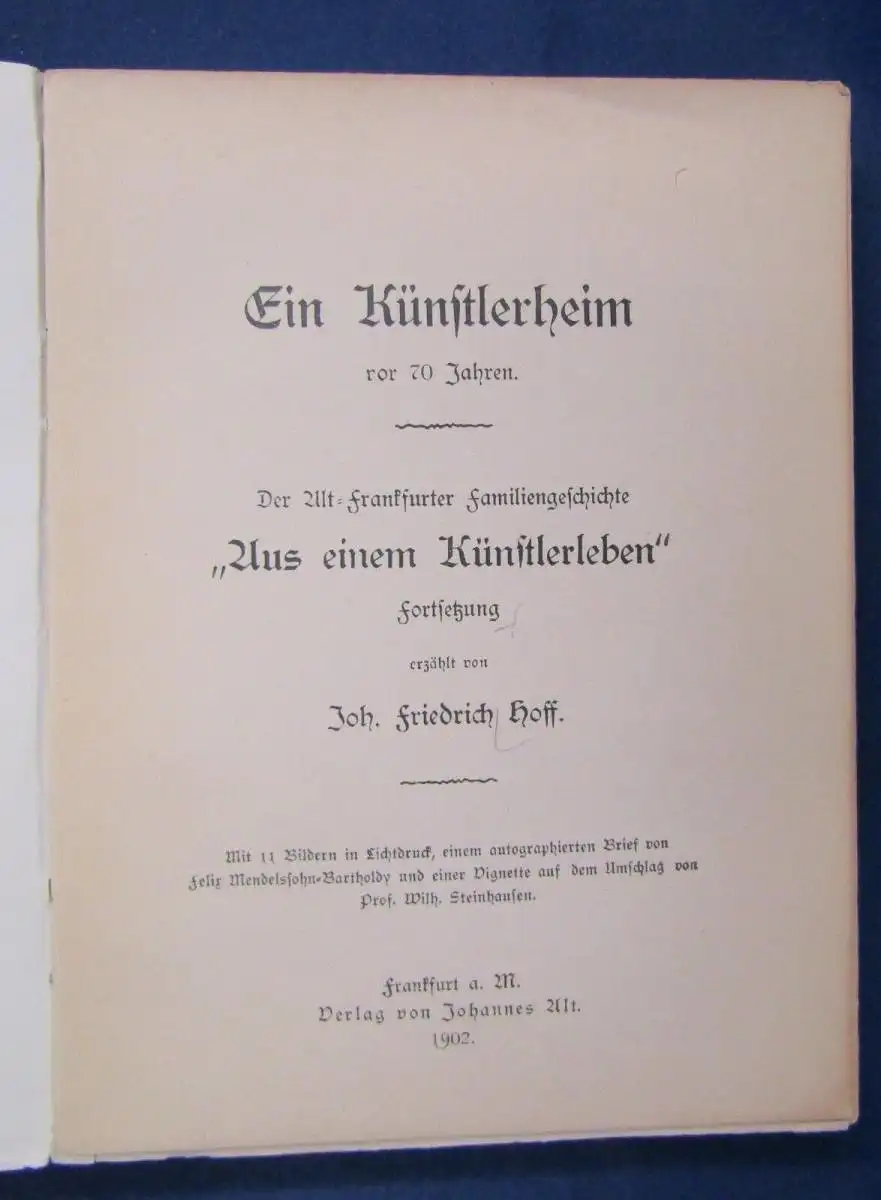 Ein Künſtlerheim
vor 70 Jahren.
Der Alt-Frankfurter Familiengeſchichte
„Aus einem Künſtlerleben“
Fortſetzung
erzählt von
Joh. Friedrich Hoff.
Mit 11 Bildern in Lichtdruck, einem autographierten Brief von
Felix Mendelsſohn-Bartholdy und einer Vignette auf dem Umſchlag von
Prof. Wilh. Steinhauſen.
Frankfurt a. M.
Verlag von Johannes Alt.
1902.